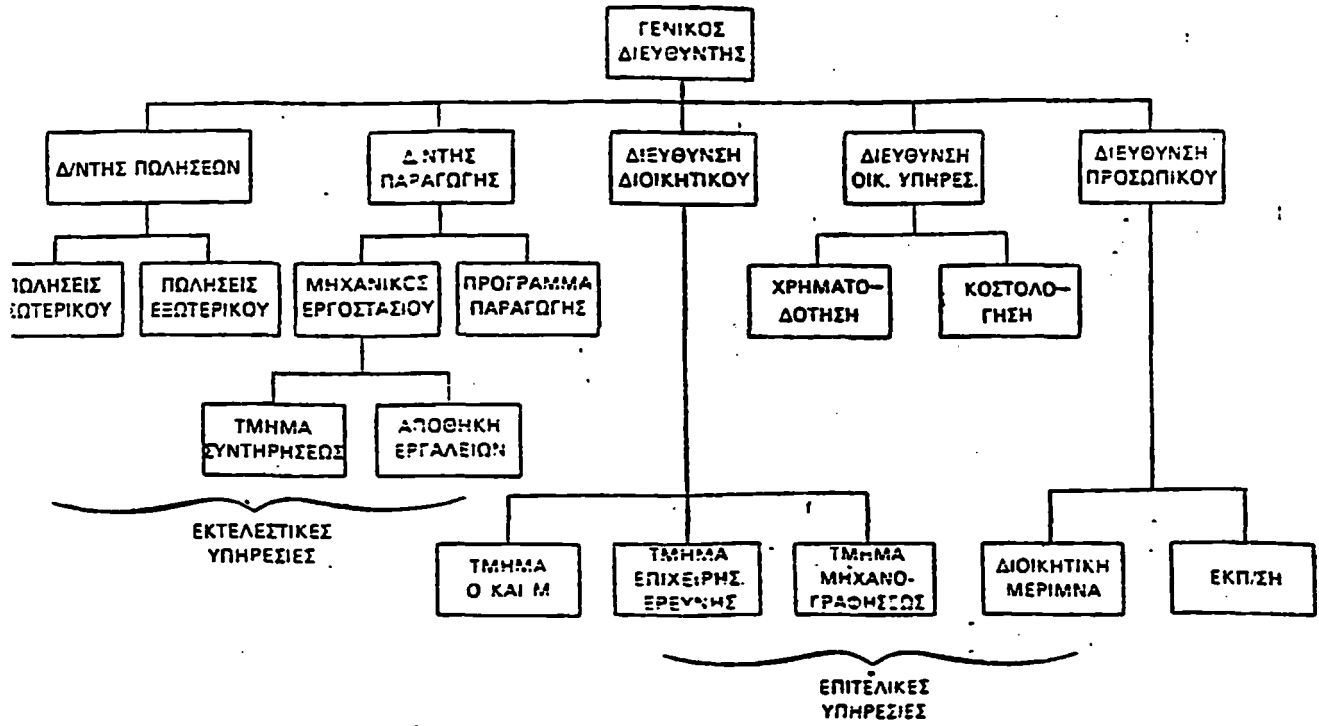 ΓΕΝΙΚΟΣ
ΔΙΕΥΘΥΝΤΗΣ
Δ/ΝΤΗΣ ΠΩΛΗΣΕΩΝ
Δ/ΝΤΗΣ
ΠΑΡΑΓΩΓΗΣ
ΔΙΕΥΘΥΝΣΗ
ΔΙΟΙΚΗΤΙΚΟΥ
ΔΙΕΥΘΥΝΣΗ
ΟΙΚ. ΥΠΗΡΕΣ.
ΔΙΕΥΘΥΝΣΗ
ΠΡΟΣΩΠΙΚΟΥ
ΠΩΛΗΣΕΙΣ
ΞΩΤΕΡΙΚΟΥ
ΠΩΛΗΣΕΙΣ
ΕΞΩΤΕΡΙΚΟΥ
ΜΗΧΑΝΙΚΟΣ
ΕΡΓΟΣΤΑΣΙΟΥ
ΠΡΟΓΡΑΜΜΑ
ΠΑΡΑΓΩΓΗΣ
ΧΡΗΜΑΤΟ-
ΔΟΤΗΣΗ
ΚΟΣΤΟΛΟ-
ΓΗΣΗ
ΤΜΗΜΑ
ΣΥΝΤΗΡΗΣΕΩΣ
ΑΠΟΘΗΚΗ
ΕΡΓΑΛΕΙΩΝ
ΕΚΤΕΛΕΣΤΙΚΕΣ
ΥΠΗΡΕΣΙΕΣ
ΤΜΗΜΑ
Ο ΚΑΙ Μ
ΤΜΗΜΑ
ΕΠΙΧΕΙΡΗΣ.
ΕΡΕΥΝΗΣ
ΤΜΗΜΑ
ΜΗΧΑΝΟ-
ΓΡΑΦΗΣΕΩΣ
ΔΙΟΙΚΗΤΙΚΗ
ΜΕΡΙΜΝΑ
ΕΚΠ/ΣΗ
ΕΠΙΤΕΛΙΚΕΣ
ΥΠΗΡΕΣΙΕΣ